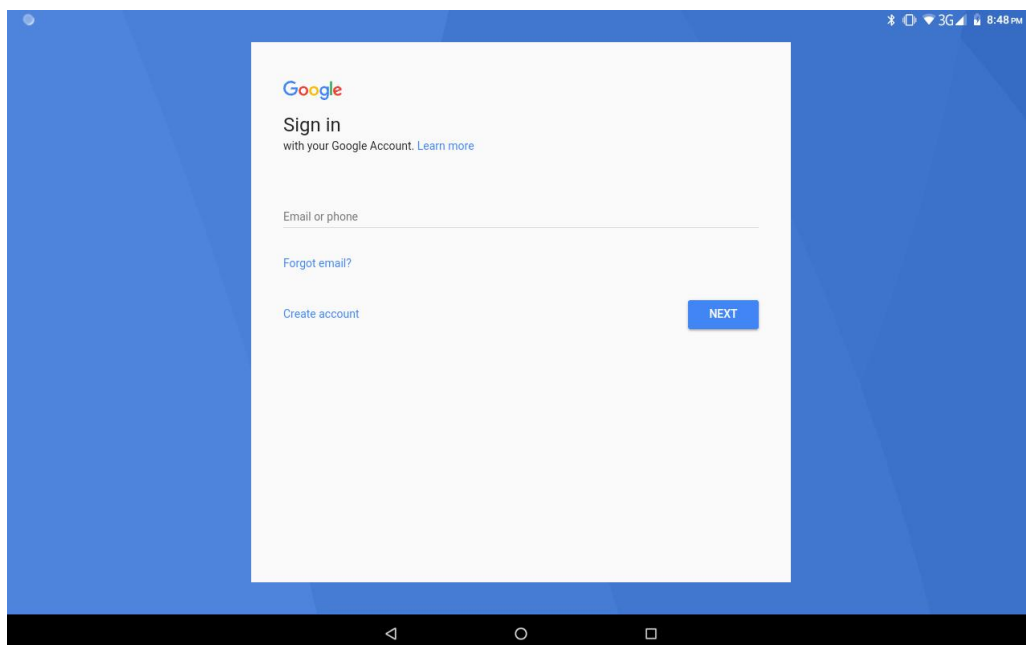 3G 8:48 PM
Google
Sign in
with your Google Account. Learn more
Email or phone
Forgot email?
Create account
NEXT